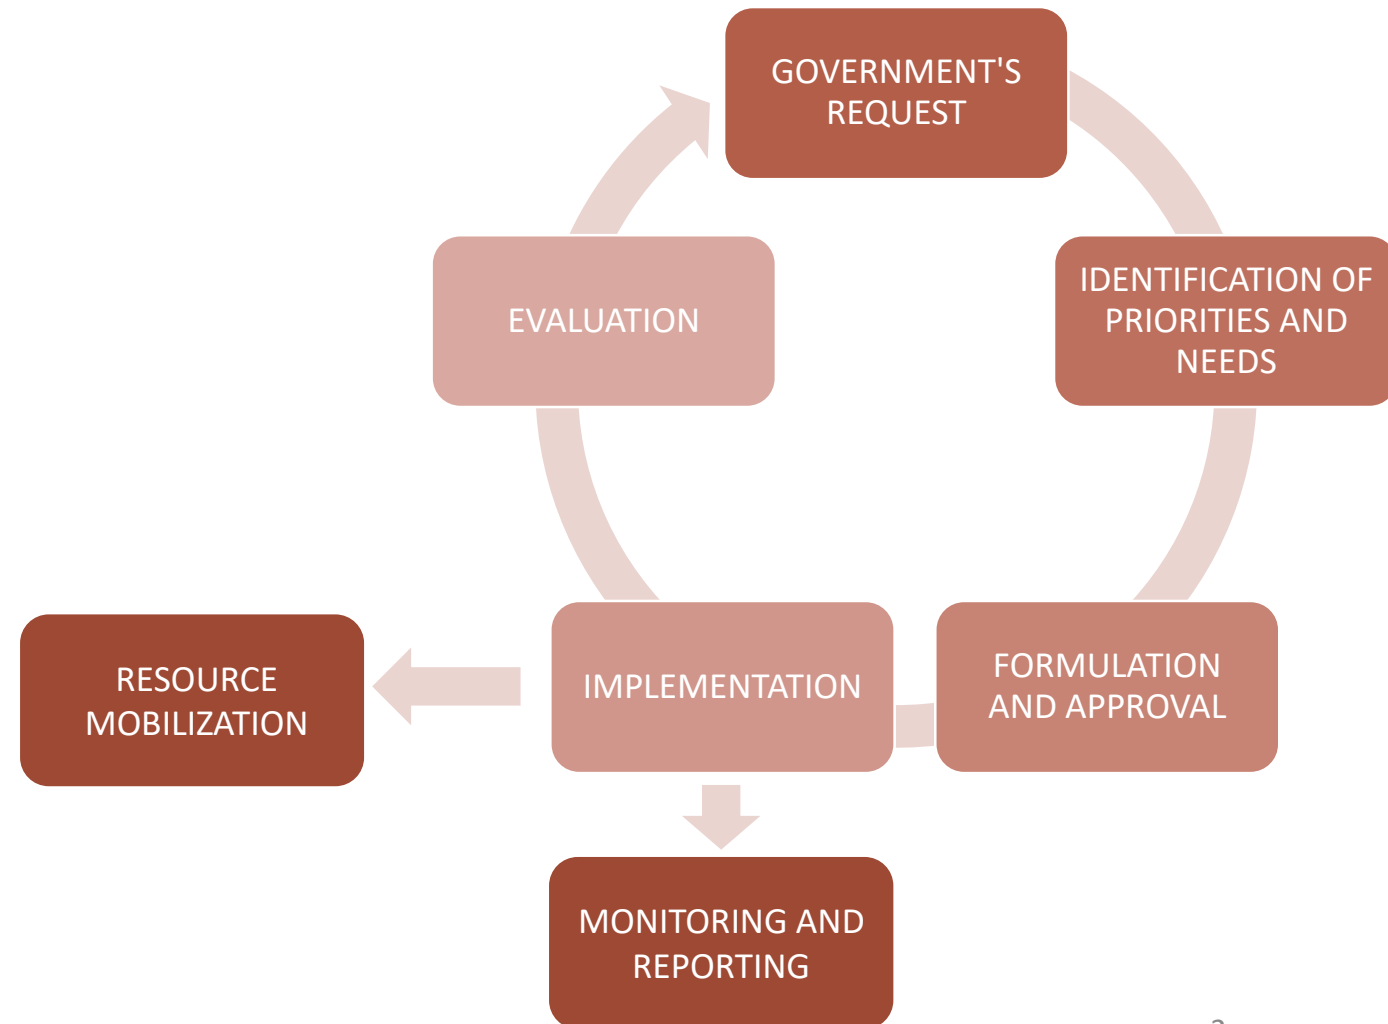 GOVERNMENT'S
REQUEST
IDENTIFICATION OF
PRIORITIES AND
NEEDS
FORMULATION
AND APPROVAL
IMPLEMENTATION
EVALUATION
RESOURCE
MOBILIZATION
MONITORING AND
REPORTING